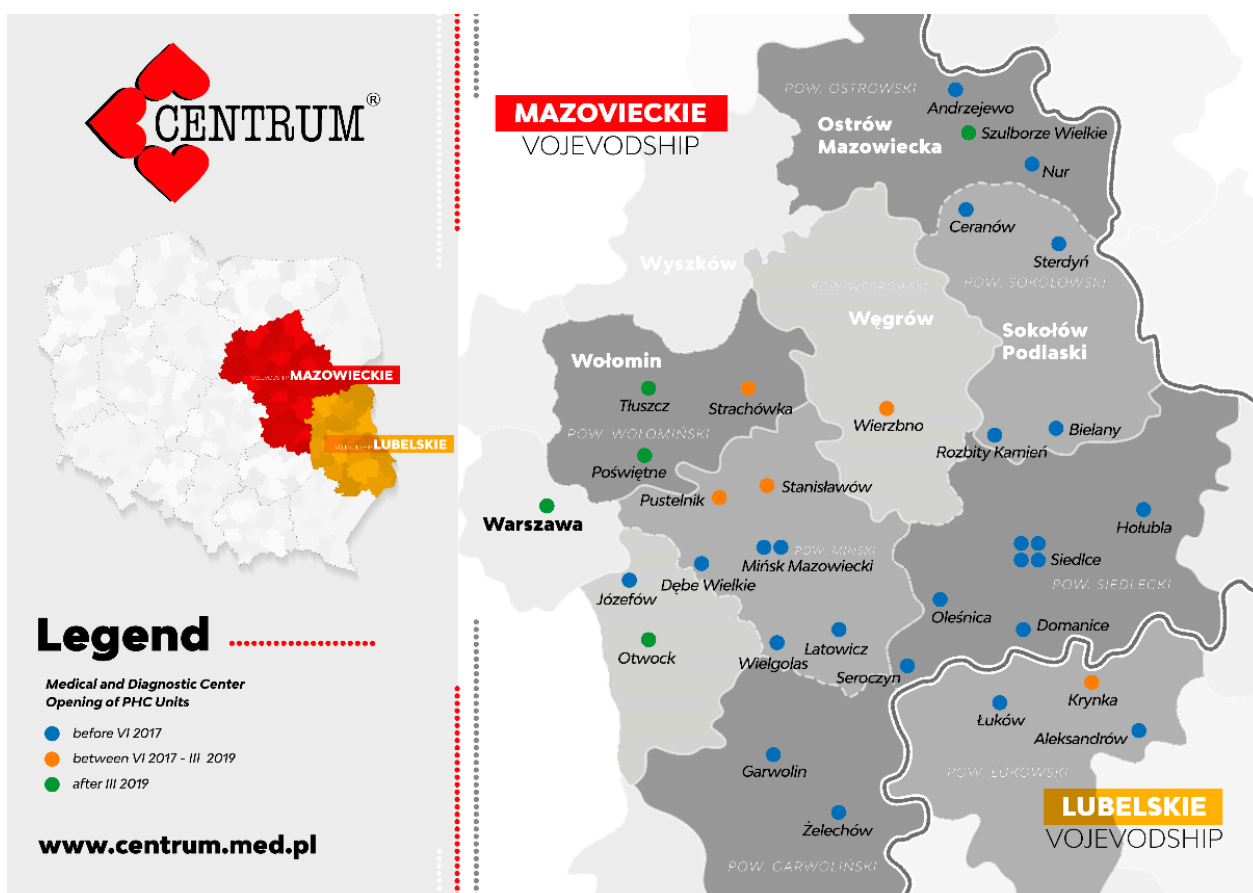 CENTRUM®
MAZOWIECKIE
LUBELSKIE
Legend
Medical and Diagnostic Center
Opening of PHC Units
before VI 2017
between VI 2017 - III 2019
after III 2019
www.centrum.med.pl
MAZOVIECKIE
VOJEVODSHIP
POW. OSTROWSKI
Andrzejewo
Ostrów
Mazowiecka
Szulborze Wielkie
Nur
Ceranów
Sterdyń
Wyszków
POW. WĘGROWSKI
POW. SOKOŁOWSKI
Węgrów
Sokołów
Podlaski
Wołomin
Tłuszcz
Strachówka
Wierzbno
Bielany
POW. WOŁOMIŃSKI
Rozbity Kamień
Poświętne
Stanisławów
Pustelnik
Warszawa
Hołubla
POW. MIŃSKI
Mińsk Mazowiecki
Siedlce
Dębe Wielkie
Józefów
POW. SIEDLECKI
Oleśnica
Domanice
Otwock
Wielgolas
Latowicz
Seroczyn
Krynka
Łuków
Aleksandrów
Garwolin
POW. ŁUKOWSKI
Żelechów
POW. GARWOLIŃSKI
LUBELSKIE
VOJEVODSHIP